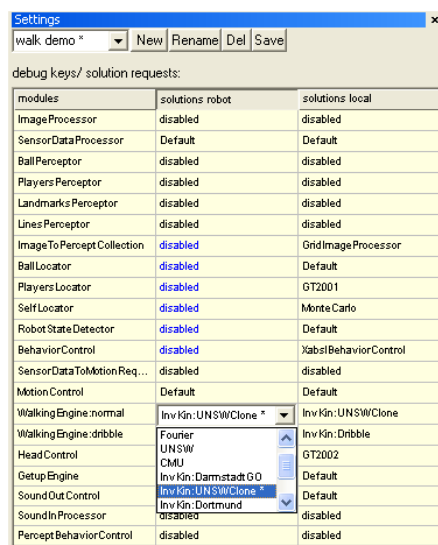 Settings ×
walk demo * New Rename Del Save
debug keys/ solution requests:
modules solutions robot solutions local
ImageProcessor disabled disabled
SensorDataProcessor Default Default
BallPerceptor disabled disabled
PlayersPerceptor disabled disabled
LandmarksPerceptor disabled disabled
LinesPerceptor disabled disabled
ImageToPerceptCollection disabled GridImageProcessor
BallLocator disabled Default
PlayersLocator disabled GT2001
SelfLocator disabled MonteCarlo
RobotStateDetector disabled Default
BehaviorControl disabled XabslBehaviorControl
SensorDataToMotionReq... disabled disabled
MotionControl Default Default
WalkingEngine:normal InvKin:UNSWClone * InvKin:UNSWClone
WalkingEngine:dribble Fourier InvKin:Dribble
UNSW
HeadControl CMU GT2002
GetupEngine InvKin:DarmstadtGO Default
SoundOutControl InvKin:UNSWClone * Default
InvKin:Dortmund
SoundInProcessor disabled disabled
PerceptBehaviorControl disabled disabled